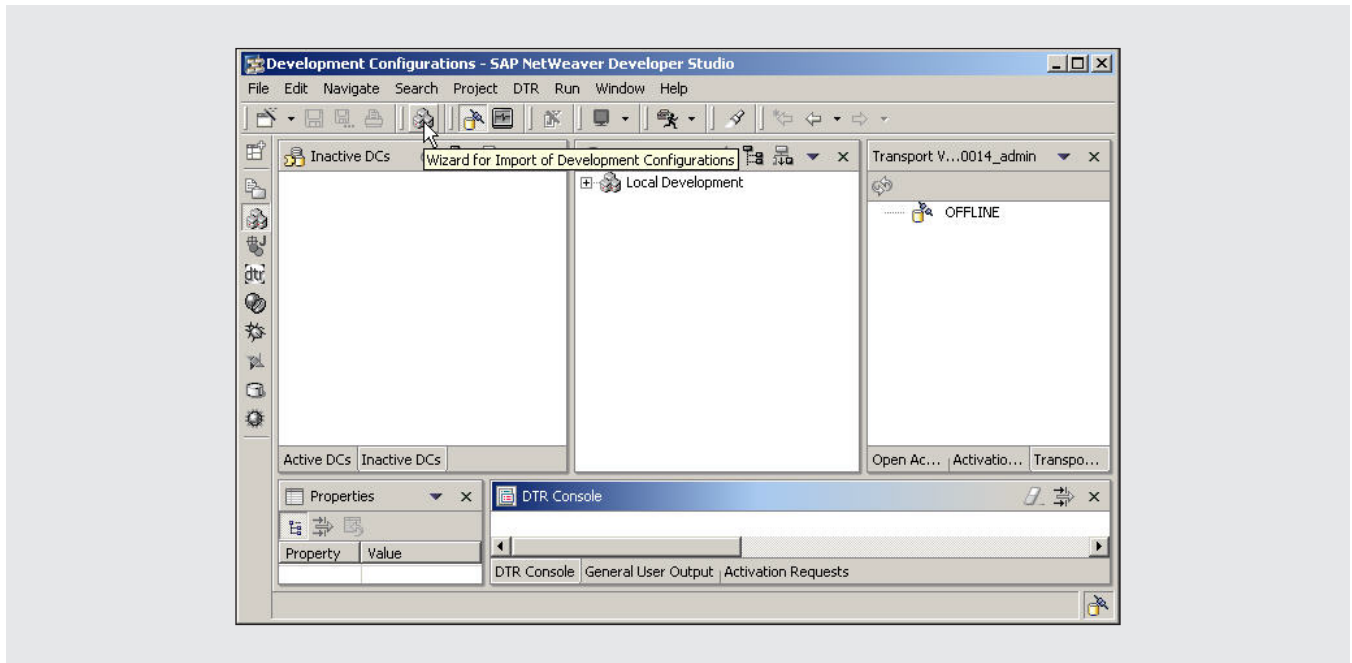 Development Configurations - SAP NetWeaver Developer Studio
File Edit Navigate Search Project DTR Run Window Help
Inactive DCs
Wizard for Import of Development Configurations
Transport V...0014_admin
Local Development
OFFLINE
dtr
Active DCs Inactive DCs
Open Ac... Activatio... Transpo...
Properties
DTR Console
Property Value
DTR Console General User Output Activation Requests